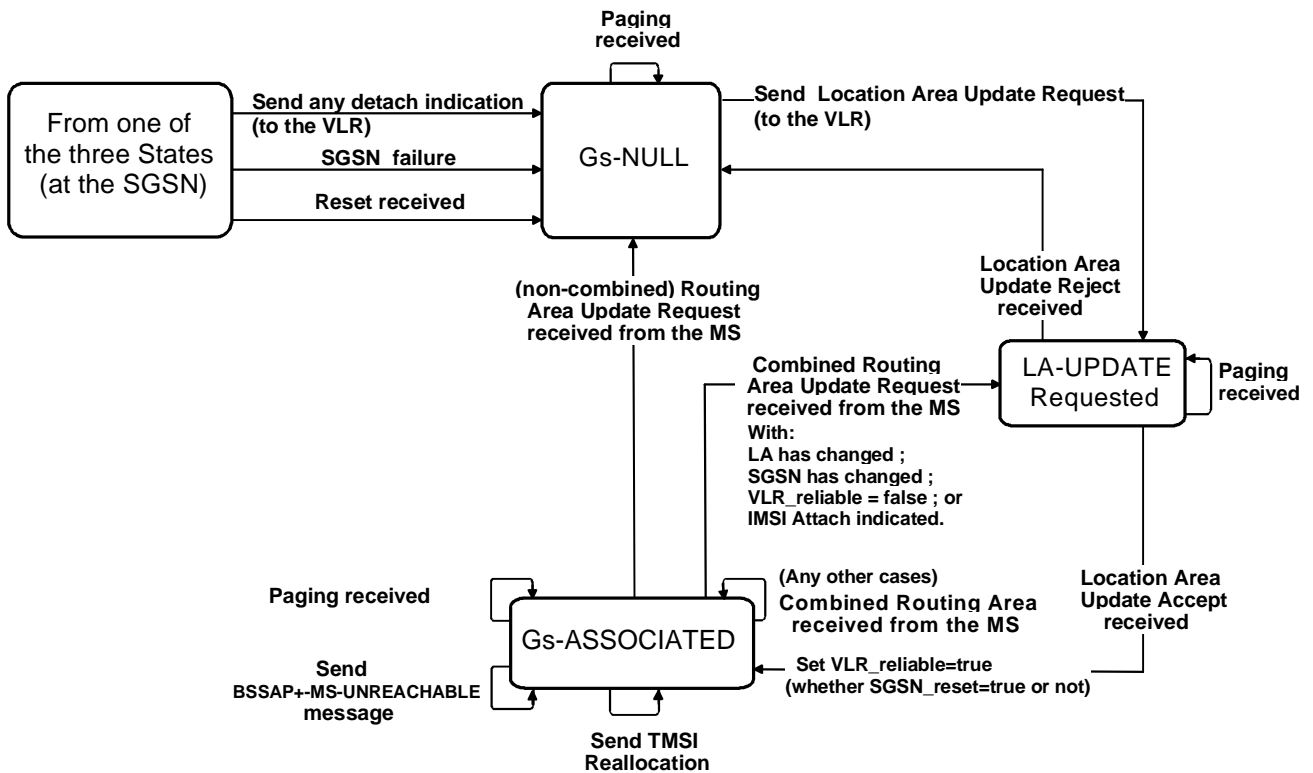 Paging
received
From one of
the three States
(at the SGSN)
Send any detach indication
(to the VLR)
SGSN failure
Reset received
Gs-NULL
Send Location Area Update Request
(to the VLR)
(non-combined) Routing
Area Update Request
received from the MS
Location Area
Update Reject
received
Combined Routing
Area Update Request
received from the MS
With:
LA has changed ;
SGSN has changed ;
VLR_reliable = false ; or
IMSI Attach indicated.
LA-UPDATE
Requested
Paging
received
Paging received
Gs-ASSOCIATED
(Any other cases)
Combined Routing Area
received from the MS
Location Area
Update Accept
received
Set VLR_reliable=true
(whether SGSN_reset=true or not)
Send
BSSAP+-MS-UNREACHABLE
message
Send TMSI
Reallocation